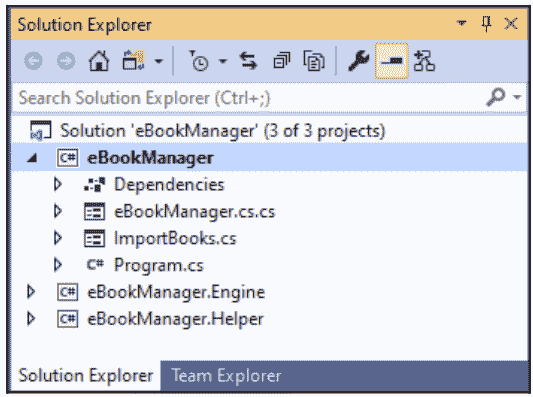 Solution Explorer
Search Solution Explorer (Ctrl+;)
Solution 'eBookManager' (3 of 3 projects)
C# eBookManager
Dependencies
eBookManager.cs.cs
ImportBooks.cs
C# Program.cs
C# eBookManager.Engine
C# eBookManager.Helper
Solution Explorer Team Explorer